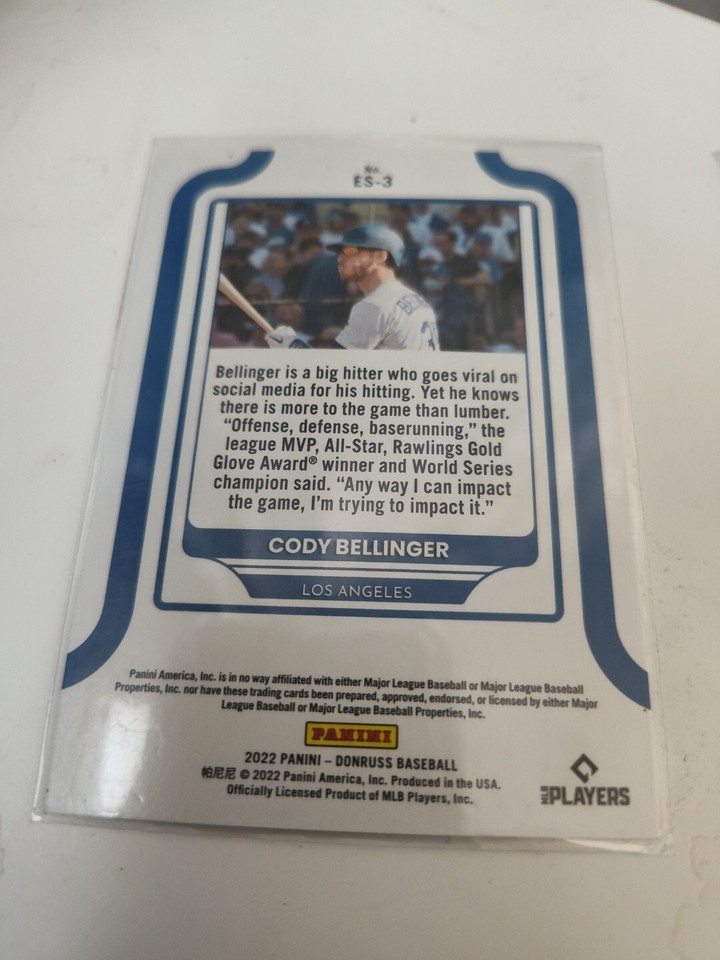 No.
ES-3
Bellinger is a big hitter who goes viral on
social media for his hitting. Yet he knows
there is more to the game than lumber.
“Offense, defense, baserunning,” the
league MVP, All-Star, Rawlings Gold
Glove Award® winner and World Series
champion said. “Any way I can impact
the game, I’m trying to impact it.”
CODY BELLINGER
LOS ANGELES
Panini America, Inc. is in no way affiliated with either Major League Baseball or Major League Baseball
Properties, Inc. nor have these trading cards been prepared, approved, endorsed, or licensed by either Major
League Baseball or Major League Baseball Properties, Inc.
PANINI
2022 PANINI – DONRUSS BASEBALL
帕尼尼 © 2022 Panini America, Inc. Produced in the USA.
Officially Licensed Product of MLB Players, Inc.
MLB PLAYERS